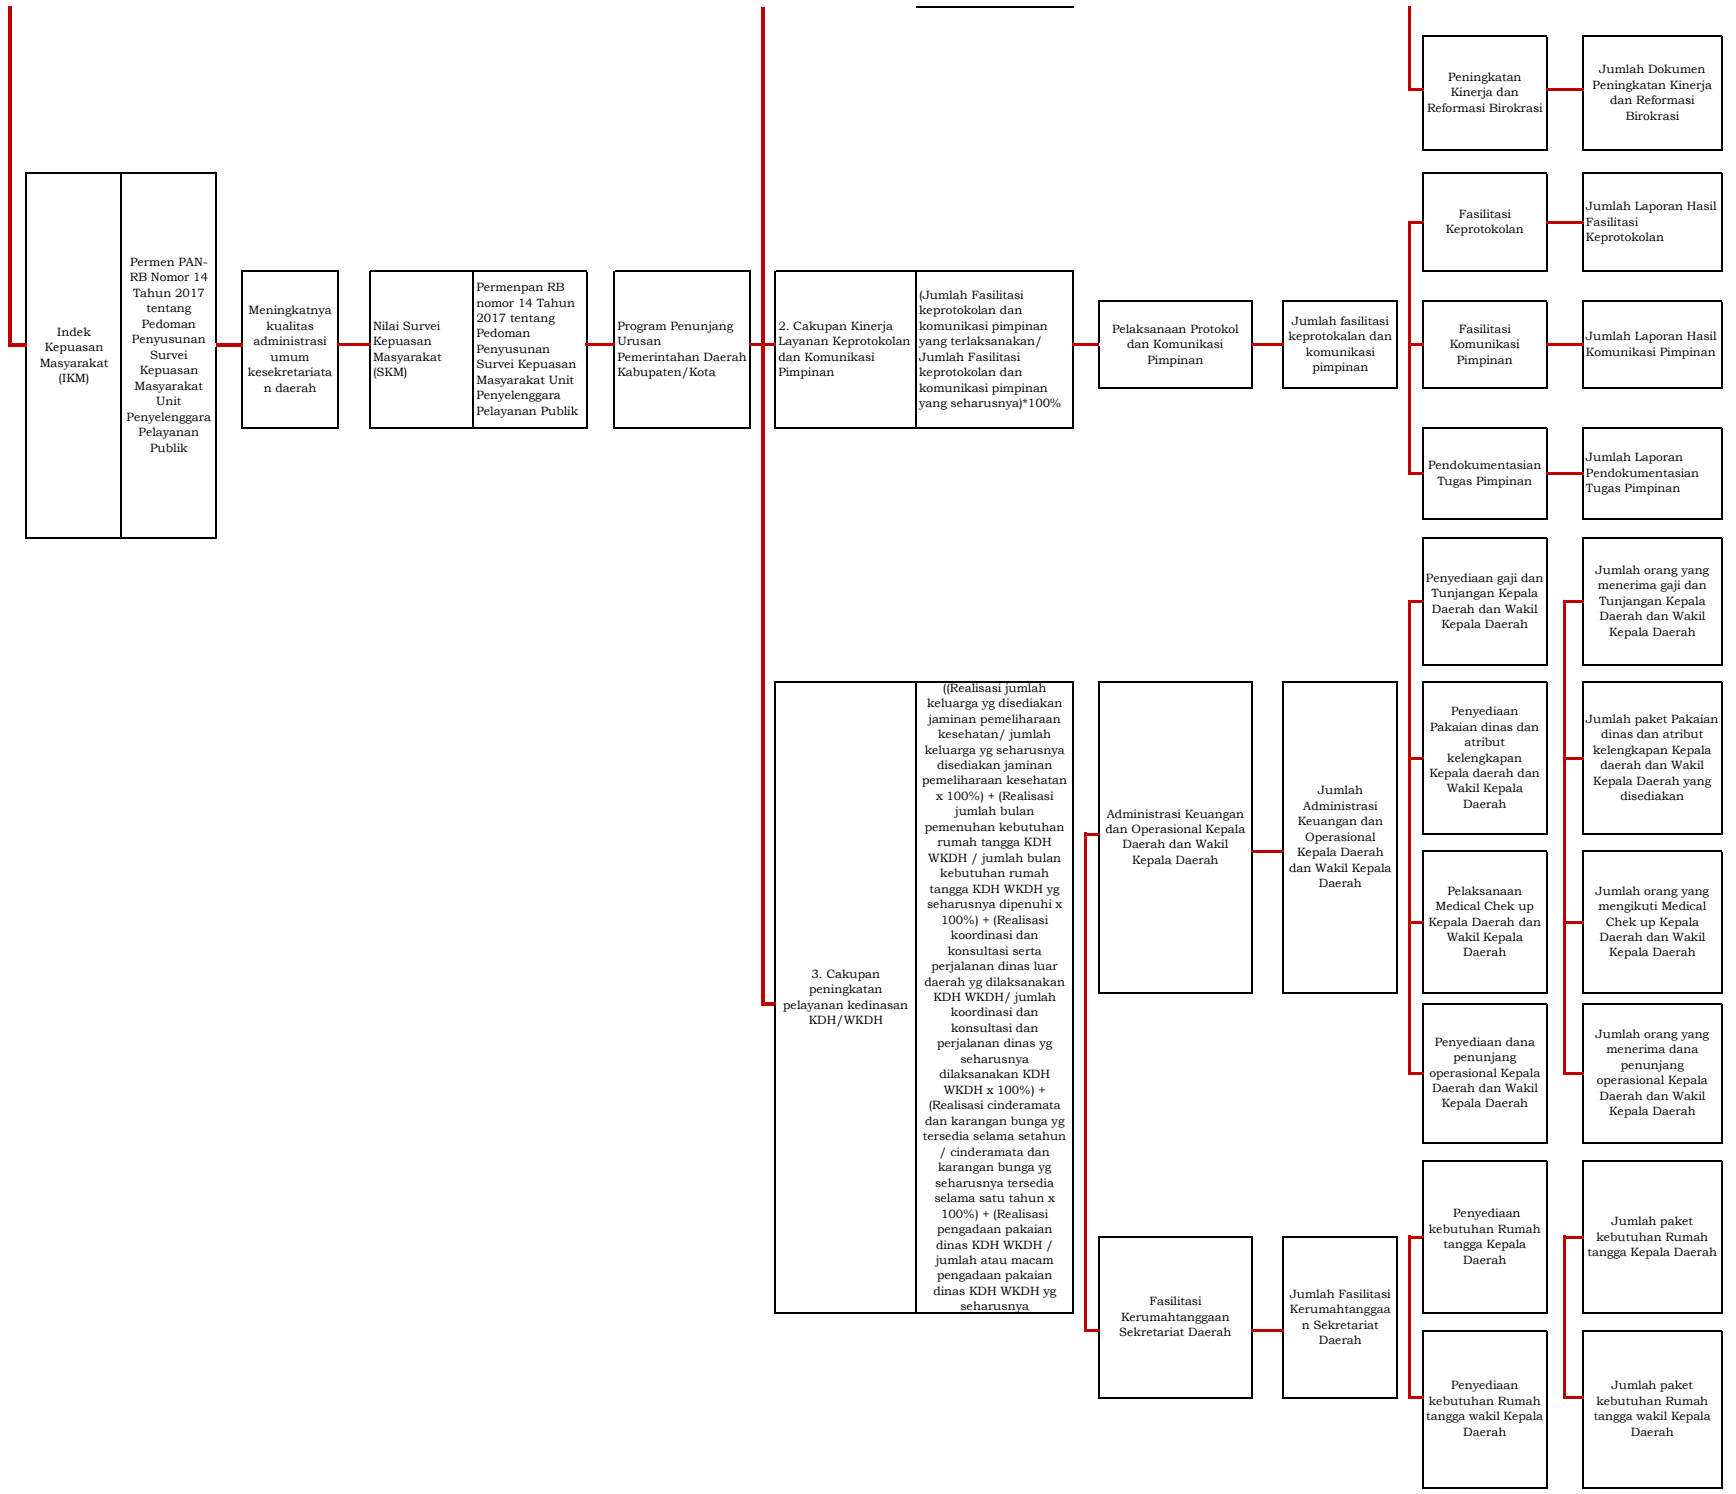 Peningkatan
Kinerja dan
Reformasi Birokrasi
Jumlah Dokumen
Peningkatan Kinerja
dan Reformasi
Birokrasi
Indek
Kepuasan
Masyarakat
(IKM)
Permen PAN-
RB Nomor 14
Tahun 2017
tentang
Pedoman
Penyusunan
Survei
Kepuasan
Masyarakat
Unit
Penyelenggara
Pelayanan
Publik
Meningkatnya
kualitas
administrasi
umum
kesekretariata
n daerah
Nilai Survei
Kepuasan
Masyarakat
(SKM)
Permenpan RB
nomor 14 Tahun
2017 tentang
Pedoman
Penyusunan
Survei Kepuasan
Masyarakat Unit
Penyelenggara
Pelayanan Publik
Program Penunjang
Urusan
Pemerintahan Daerah
Kabupaten/Kota
2. Cakupan Kinerja
Layanan Keprotokolan
dan Komunikasi
Pimpinan
(Jumlah Fasilitasi
keprotokolan dan
komunikasi pimpinan
yang terlaksanakan/
Jumlah Fasilitasi
keprotokolan dan
komunikasi pimpinan
yang seharusnya)*100%
Pelaksanaan Protokol
dan Komunikasi
Pimpinan
Jumlah fasilitasi
keprotokalan dan
komunikasi
pimpinan
Fasilitasi
Keprotokolan
Jumlah Laporan Hasil
Fasilitasi
Keprotokolan
Fasilitasi
Komunikasi
Pimpinan
Jumlah Laporan Hasil
Komunikasi Pimpinan
Pendokumentasian
Tugas Pimpinan
Jumlah Laporan
Pendokumentasian
Tugas Pimpinan
3. Cakupan
peningkatan
pelayanan kedinasan
KDH/WKDH
((Realisasi jumlah
keluarga yg disediakan
jaminan pemeliharaan
kesehatan/ jumlah
keluarga yg seharusnya
disediakan jaminan
pemeliharaan kesehatan
x 100%) + (Realisasi
jumlah bulan
pemenuhan kebutuhan
rumah tangga KDH
WKDH / jumlah bulan
kebutuhan rumah
tangga KDH WKDH yg
seharusnya dipenuhi x
100%) + (Realisasi
koordinasi dan
konsultasi serta
perjalanan dinas luar
daerah yg dilaksanakan
KDH WKDH/ jumlah
koordinasi dan
konsultasi dan
perjalanan dinas yg
seharusnya
dilaksanakan KDH
WKDH x 100%) +
(Realisasi cinderamata
dan karangan bunga yg
tersedia selama setahun
/ cinderamata dan
karangan bunga yg
seharusnya tersedia
selama satu tahun x
100%) + (Realisasi
pengadaan pakaian
dinas KDH WKDH /
jumlah atau macam
pengadaan pakaian
dinas KDH WKDH yg
seharusnya
Administrasi Keuangan
dan Operasional Kepala
Daerah dan Wakil
Kepala Daerah
Jumlah
Administrasi
Keuangan dan
Operasional
Kepala Daerah
dan Wakil Kepala
Daerah
Penyediaan gaji dan
Tunjangan Kepala
Daerah dan Wakil
Kepala Daerah
Jumlah orang yang
menerima gaji dan
Tunjangan Kepala
Daerah dan Wakil
Kepala Daerah
Penyediaan
Pakaian dinas dan
atribut
kelengkapan
Kepala daerah dan
Wakil Kepala
Daerah
Jumlah paket Pakaian
dinas dan atribut
kelengkapan Kepala
daerah dan Wakil
Kepala Daerah yang
disediakan
Pelaksanaan
Medical Chek up
Kepala Daerah dan
Wakil Kepala
Daerah
Jumlah orang yang
mengikuti Medical
Chek up Kepala
Daerah dan Wakil
Kepala Daerah
Penyediaan dana
penunjang
operasional Kepala
Daerah dan Wakil
Kepala Daerah
Jumlah orang yang
menerima dana
penunjang
operasional Kepala
Daerah dan Wakil
Kepala Daerah
Fasilitasi
Kerumahtanggaan
Sekretariat Daerah
Jumlah Fasilitasi
Kerumahtanggaa
n Sekretariat
Daerah
Penyediaan
kebutuhan Rumah
tangga Kepala
Daerah
Jumlah paket
kebutuhan Rumah
tangga Kepala Daerah
Penyediaan
kebutuhan Rumah
tangga wakil Kepala
Daerah
Jumlah paket
kebutuhan Rumah
tangga wakil Kepala
Daerah